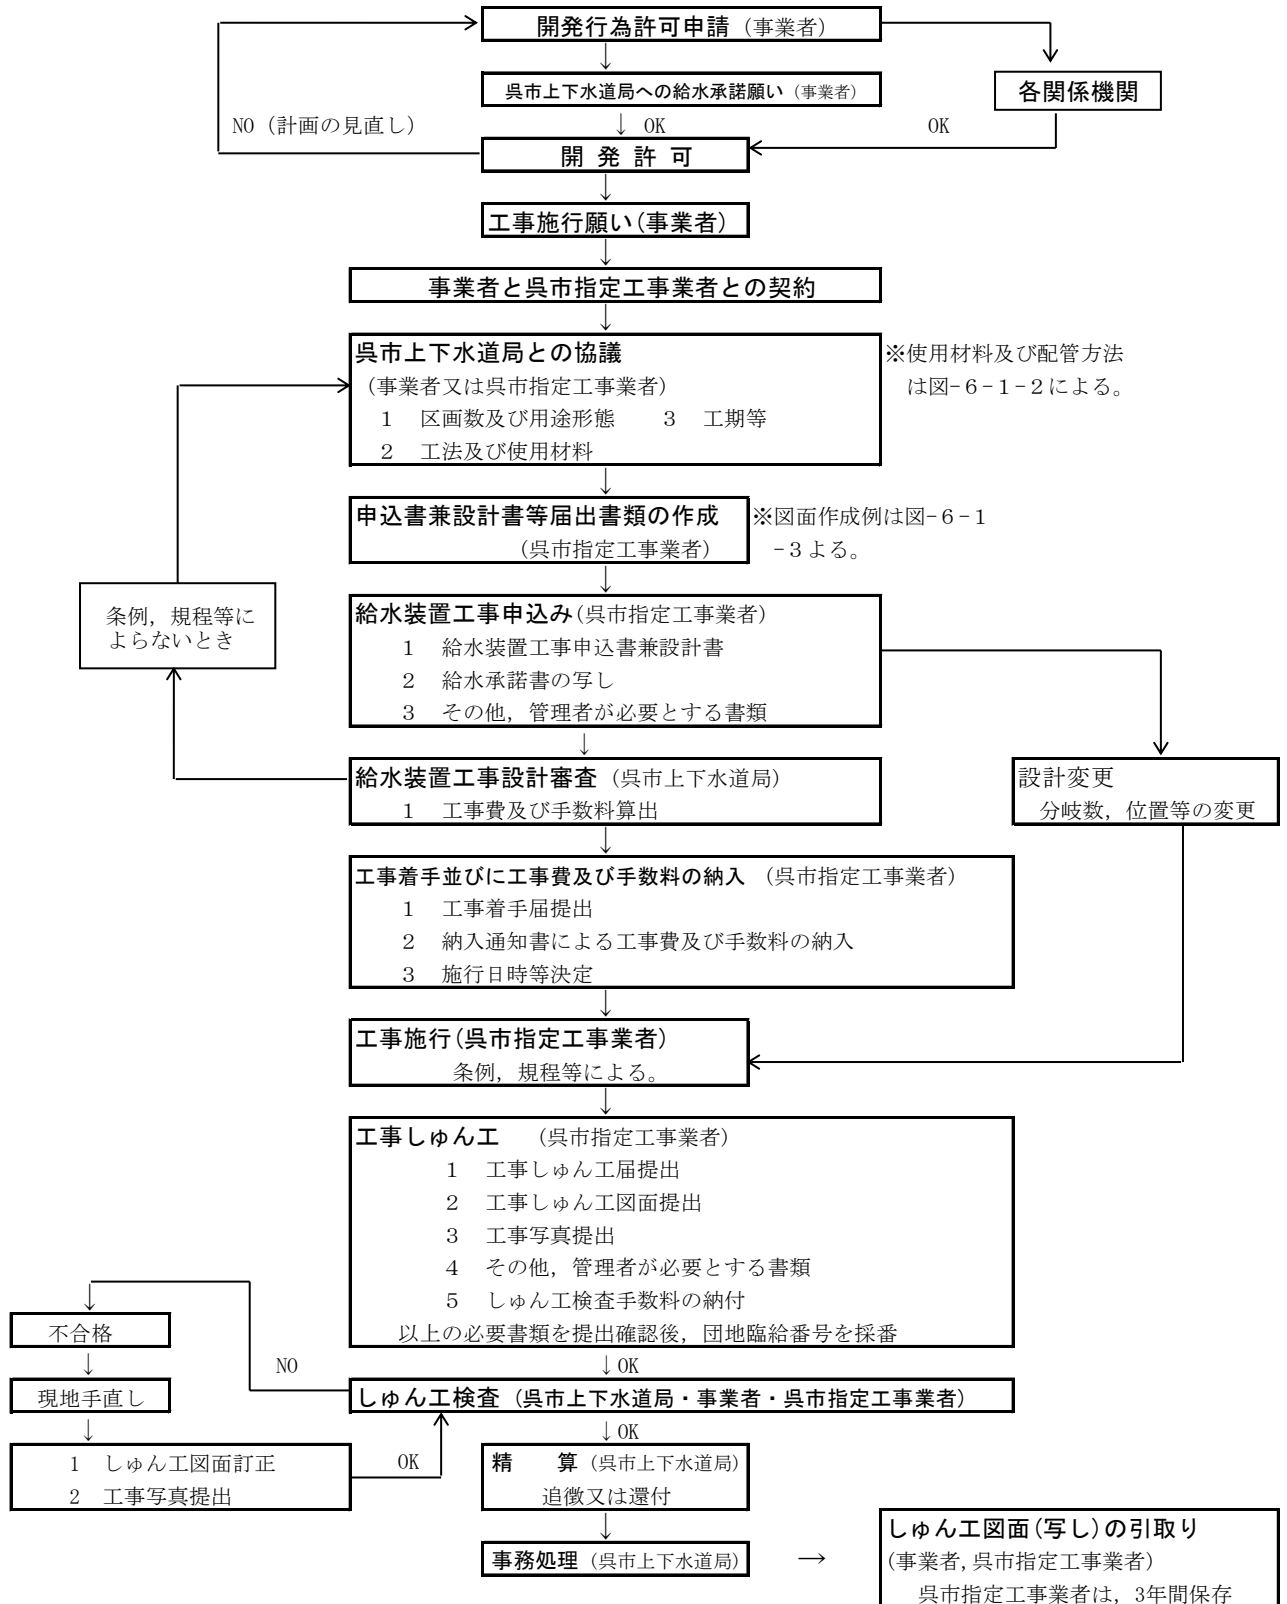 開発行為許可申請（事業者）
↓
呉市上下水道局への給水承諾願い（事業者）
各関係機関
NO（計画の見直し）
↓ OK
OK
開 発 許 可
↓
工事施行願い(事業者)
↓
事業者と呉市指定工事業者との契約
↓
呉市上下水道局との協議
（事業者又は呉市指定工事業者）
１　区画数及び用途形態　　３　工期等
２　工法及び使用材料
※使用材料及び配管方法
は図-６-１-２による。
↓
申込書兼設計書等届出書類の作成
（呉市指定工事業者）
※図面作成例は図-６-１
-３よる。
↓
条例，規程等に
よらないとき
給水装置工事申込み(呉市指定工事業者)
１　給水装置工事申込書兼設計書
２　給水承諾書の写し
３　その他，管理者が必要とする書類
↓
給水装置工事設計審査（呉市上下水道局）
１　工事費及び手数料算出
設計変更
分岐数，位置等の変更
↓
工事着手並びに工事費及び手数料の納入　（呉市指定工事業者）
１　工事着手届提出
２　納入通知書による工事費及び手数料の納入
３　施行日時等決定
↓
工事施行(呉市指定工事業者)
条例，規程等による。
↓
工事しゅん工　（呉市指定工事業者）
１　工事しゅん工届提出
２　工事しゅん工図面提出
３　工事写真提出
４　その他，管理者が必要とする書類
５　しゅん工検査手数料の納付
以上の必要書類を提出確認後，団地臨給番号を採番
不合格
↓
NO
↓ OK
現地手直し
しゅん工検査（呉市上下水道局・事業者・呉市指定工事業者）
↓
↓ OK
１　しゅん工図面訂正
２　工事写真提出
OK
精　　算（呉市上下水道局）
追徴又は還付
↓
事務処理（呉市上下水道局）
→
しゅん工図面(写し)の引取り
(事業者,呉市指定工事業者)
呉市指定工事業者は，3年間保存